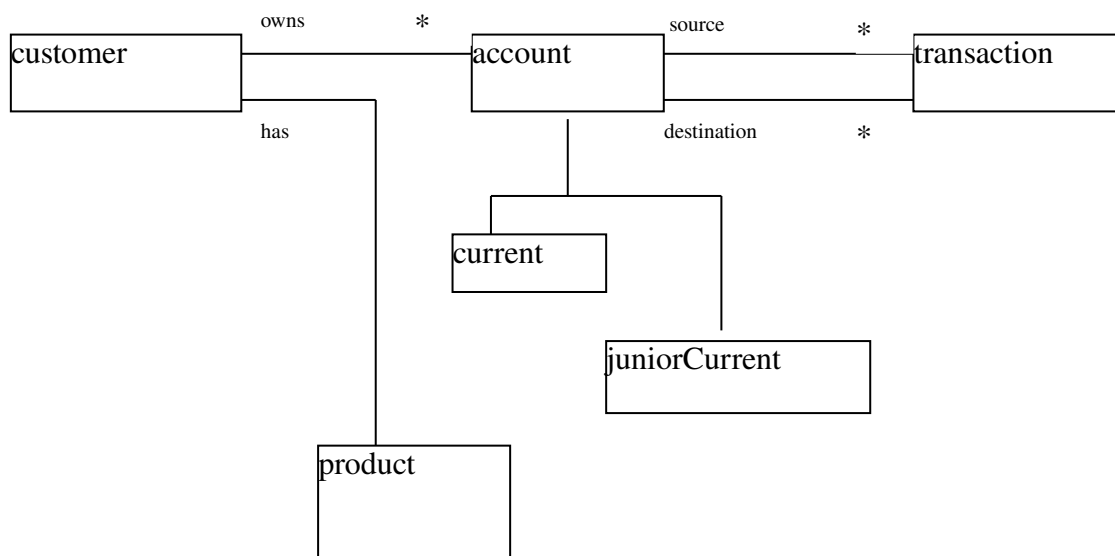 owns * source *
customer account transaction
has destination *
current
juniorCurrent
product